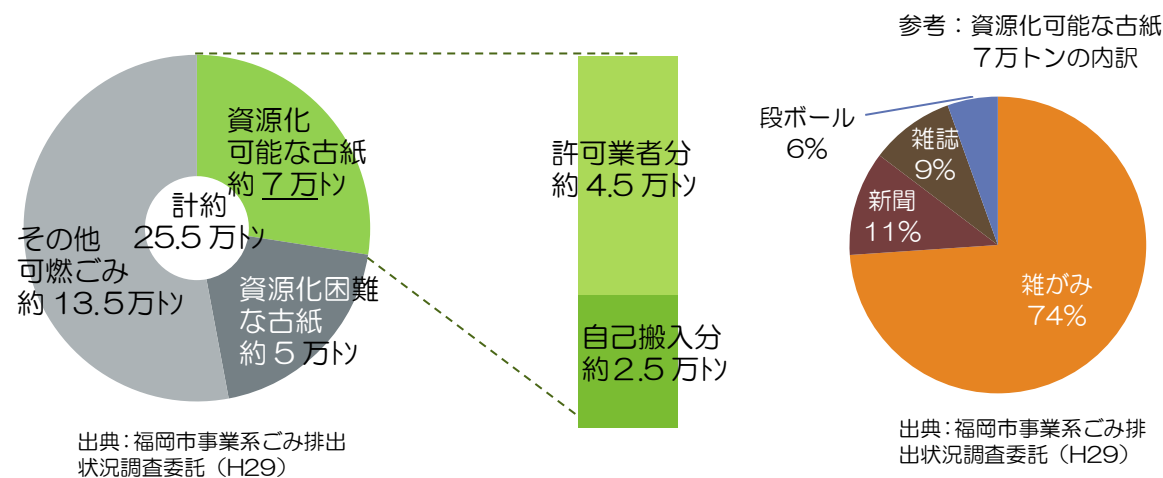 資源化
可能な古紙
約 7 万トン
計約
25.5 万トン
その他
可燃ごみ
約 13.5万トン
資源化困難
な古紙
約 5 万トン
出典：福岡市事業系ごみ排出
状況調査委託（H29）
許可業者分
約 4.5 万トン
自己搬入分
約2.5 万トン
参考：資源化可能な古紙
7万トンの内訳
段ボール
6%
雑誌
9%
新聞
11%
雑がみ
74%
出典：福岡市事業系ごみ排
出状況調査委託（H29）